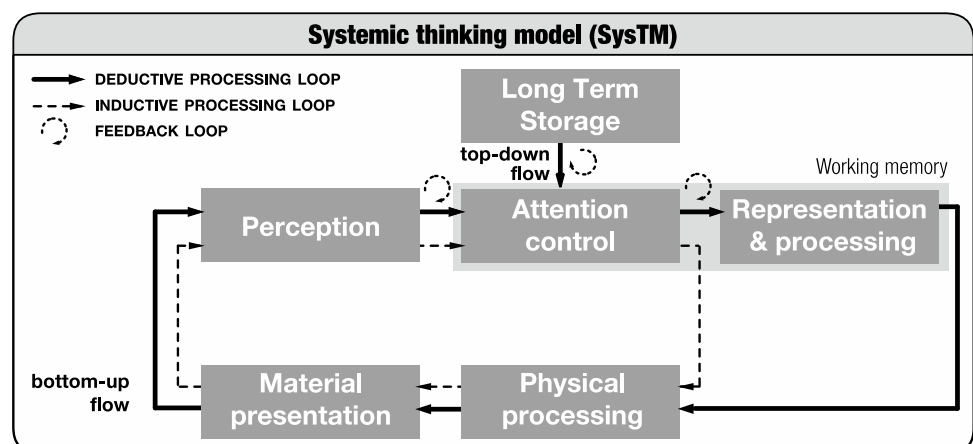 Systemic thinking model (SysTM)
DEDUCTIVE PROCESSING LOOP
INDUCTIVE PROCESSING LOOP
FEEDBACK LOOP
Long Term
Storage
top-down
flow
Working memory
Perception
Attention
control
Representation
& processing
bottom-up
flow
Material
presentation
Physical
processing